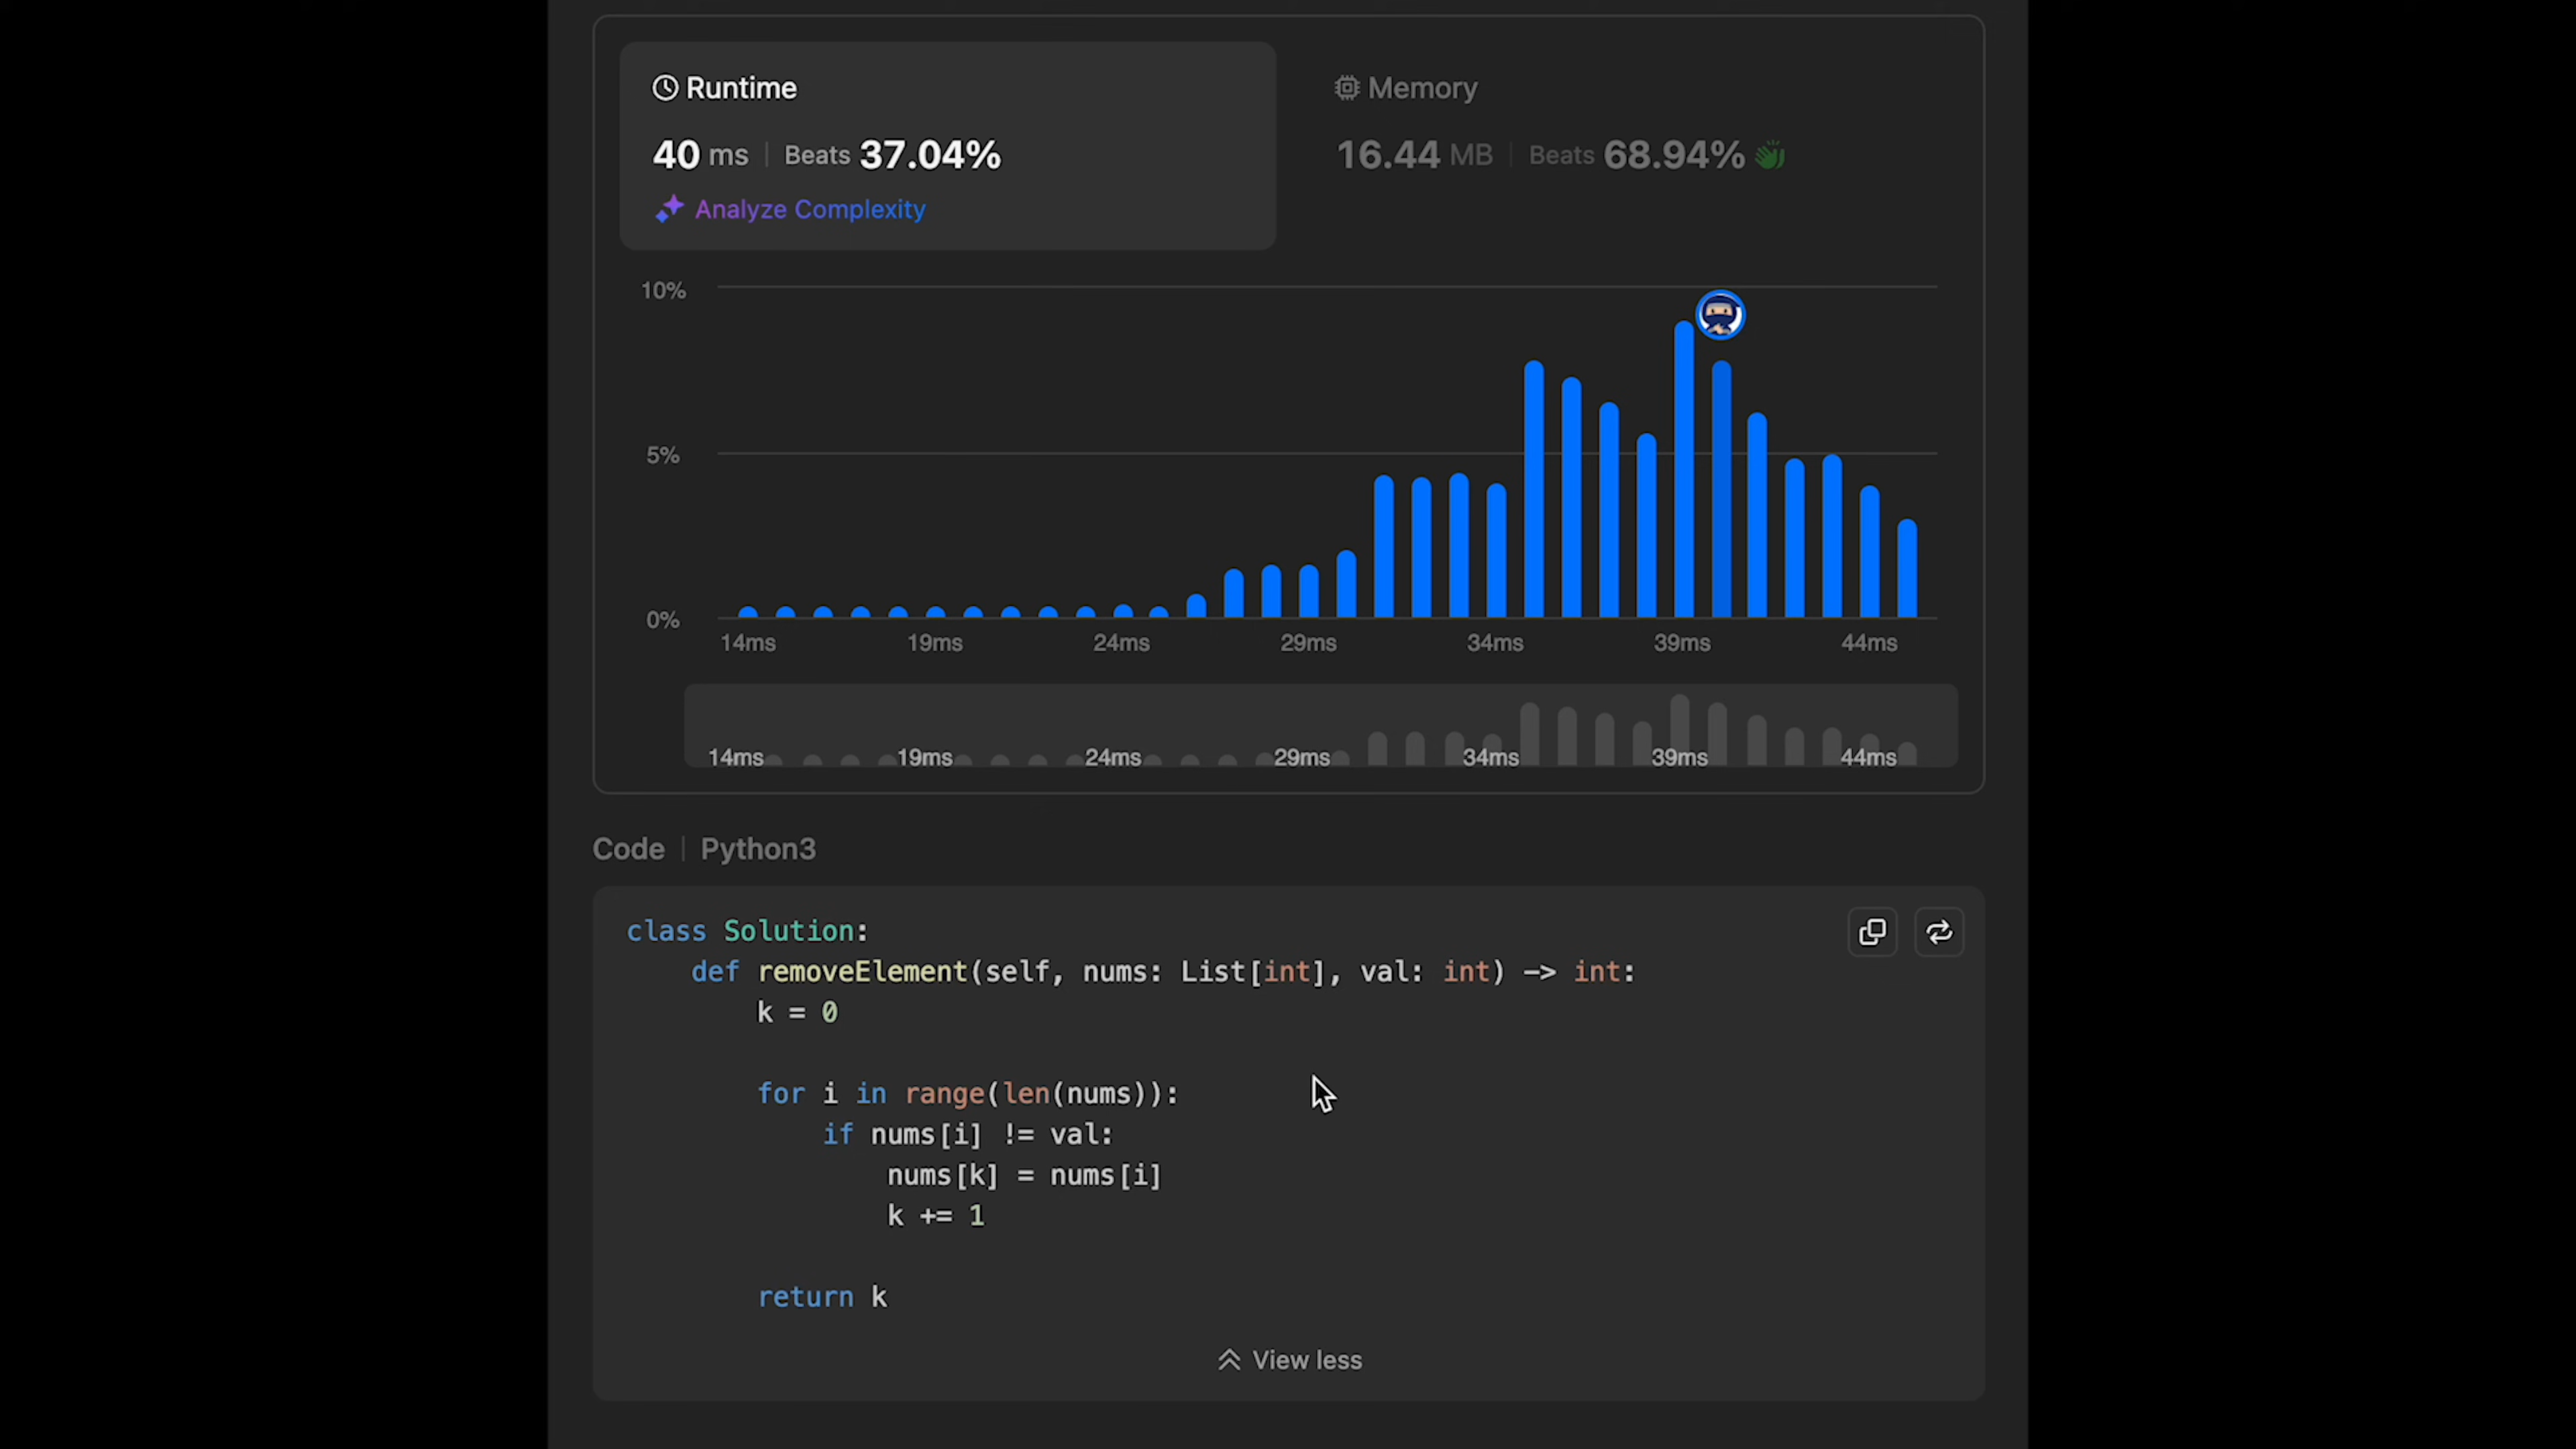 Runtime
Memory
40 ms | Beats 37.04%
16.44 MB | Beats 68.94%
Analyze Complexity
10%
5%
0%
14ms 19ms 24ms 29ms 34ms 39ms 44ms
14ms 19ms 24ms 29ms 34ms 39ms 44ms
Code | Python3
class Solution:
    def removeElement(self, nums: List[int], val: int) -> int:
        k = 0
        for i in range(len(nums)):
            if nums[i] != val:
                nums[k] = nums[i]
                k += 1
        return k
View less